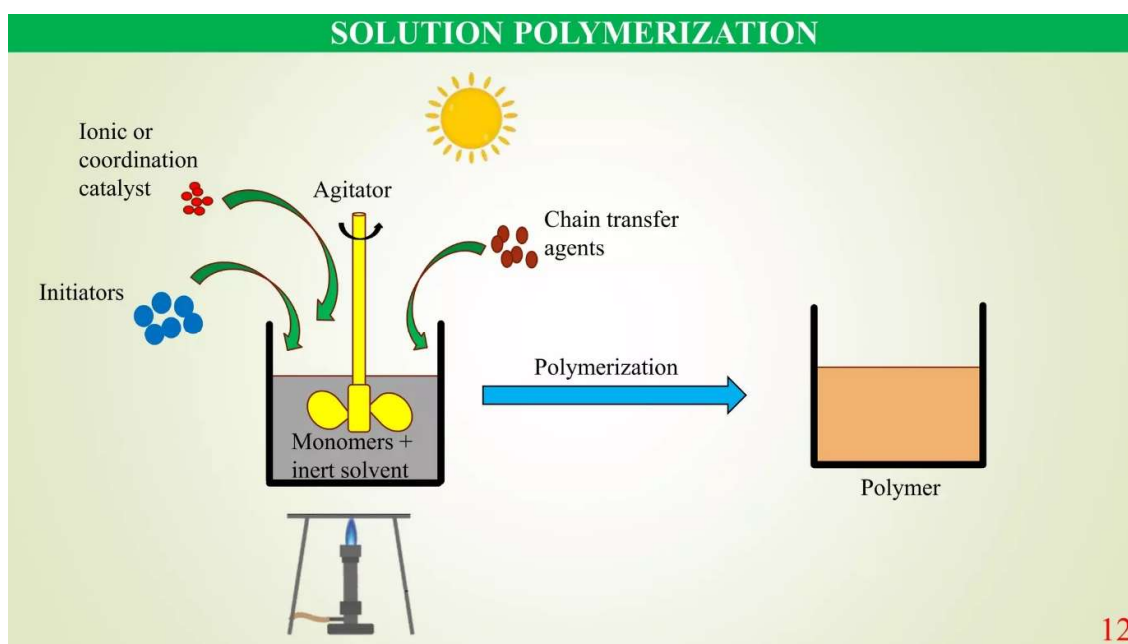 SOLUTION POLYMERIZATION
Ionic or
coordination
catalyst
Agitator
Chain transfer
agents
Initiators
Polymerization
Monomers +
inert solvent
Polymer
12